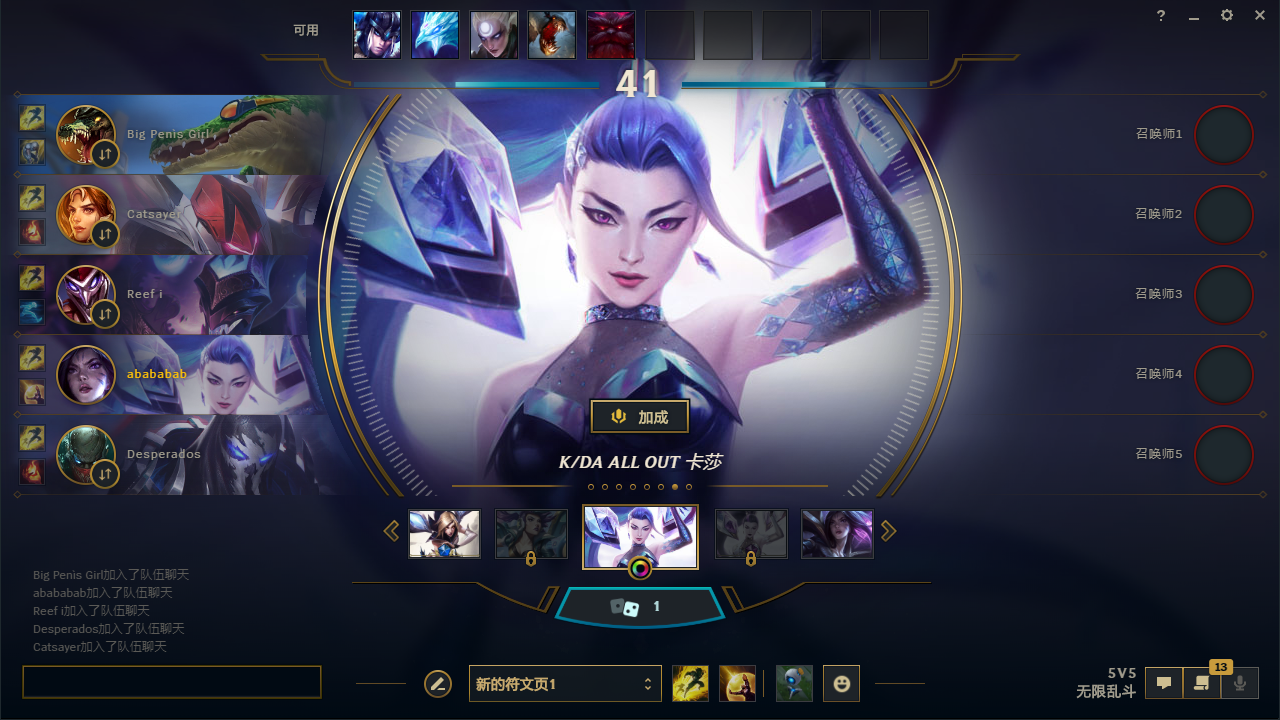 可用
?
41
Big Penis Girl
Catsayer
Reef i
abababab
Desperados
召唤师1
召唤师2
召唤师3
召唤师4
召唤师5
加成
K/DA ALL OUT 卡莎
1
Big Penis Girl加入了队伍聊天
abababab加入了队伍聊天
Reef i加入了队伍聊天
Desperados加入了队伍聊天
Catsayer加入了队伍聊天
新的符文页1
5V5
无限乱斗
13